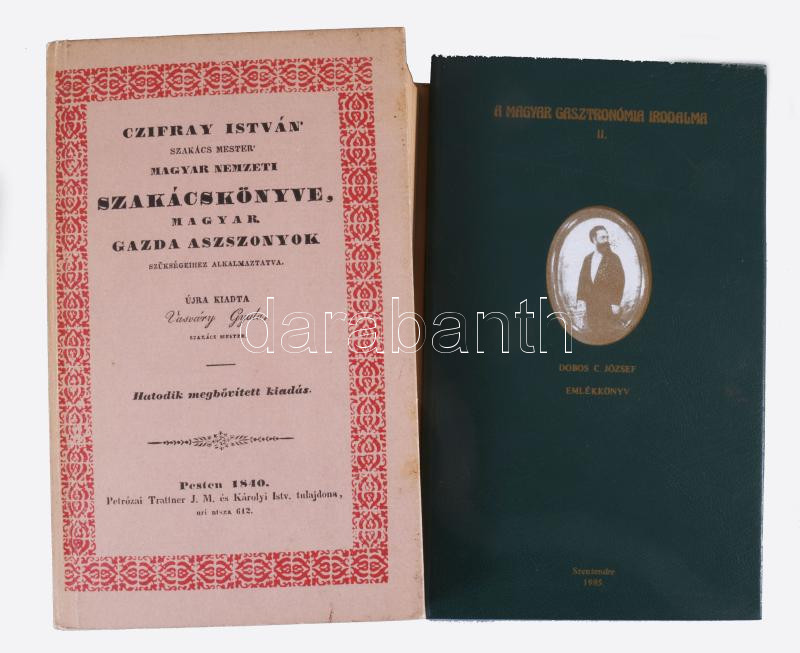 CZIFRAY ISTVÁN'
SZAKÁCS MESTER'
MAGYAR NEMZETI
SZAKÁCSKÖNYVE,
MAGYAR
GAZDA ASZSZONYOK
SZÜKSÉGEIHEZ ALKALMAZTATVA.
ÚJRA KIADTA
Vasváry Gyula,
SZAKÁCS MESTER.
Hatodik megbővített kiadás.
Pesten 1840.
Petrózai Trattner J. M. és Károlyi Istv. tulajdona,
uri utsza 612.
A MAGYAR GASZTRONÓMIA IRODALMA
II.
DOBOS C. JÓZSEF
EMLÉKKÖNYV
Szentendre
1985
darabanth